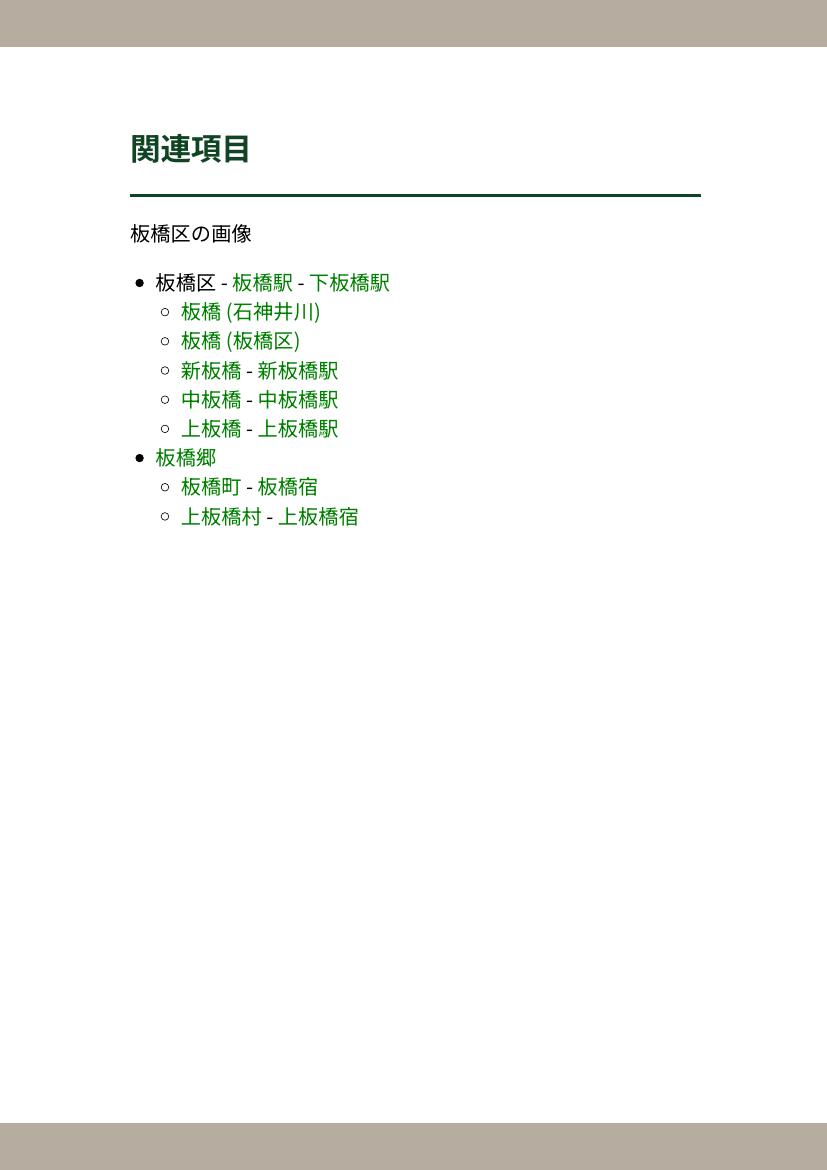 関連項目
板橋区の画像
板橋区 - 板橋駅 - 下板橋駅
板橋 (石神井川)
板橋 (板橋区)
新板橋 - 新板橋駅
中板橋 - 中板橋駅
上板橋 - 上板橋駅
板橋郷
板橋町 - 板橋宿
上板橋村 - 上板橋宿